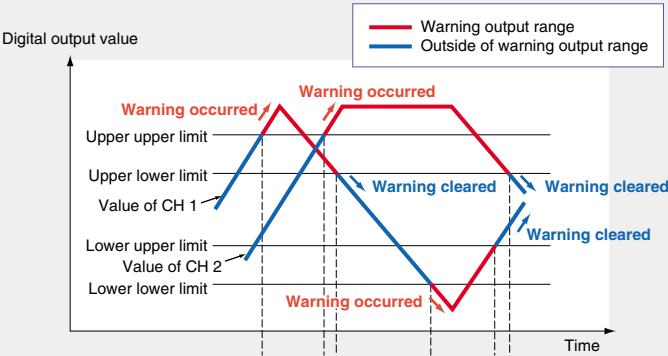 Warning output range
Outside of warning output range
Digital output value
Warning occurred
Warning occurred
Upper upper limit
Upper lower limit
Warning cleared
Warning cleared
Value of CH 1
Warning cleared
Lower upper limit
Value of CH 2
Lower lower limit
Warning occurred
Time